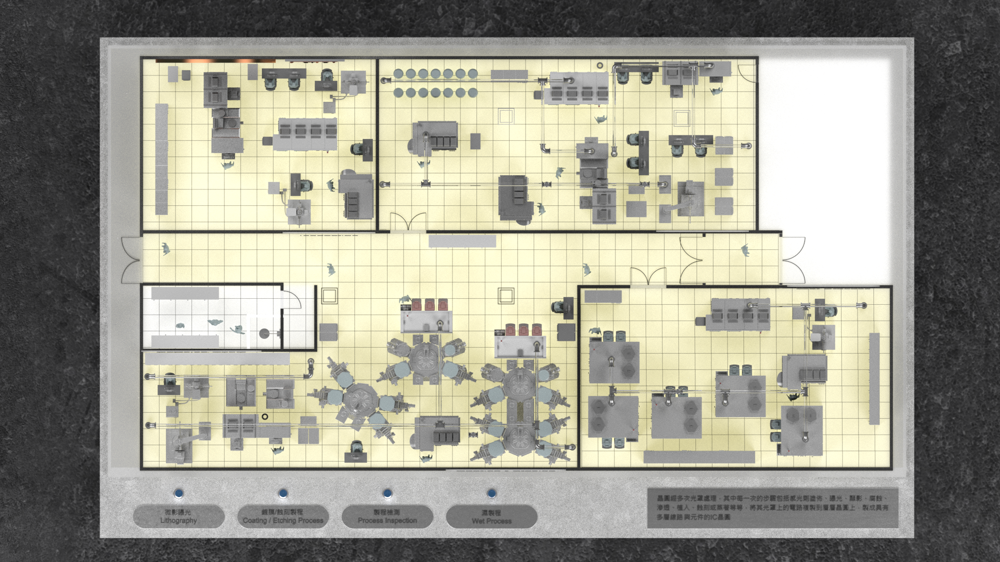 微影曝光
Lithography
鍍膜/蝕刻製程
Coating / Etching Process
製程檢測
Process Inspection
濕製程
Wet Process
晶圓經多次光罩處理，其中每一次的步驟包括感光劑塗佈、曝光、顯影、腐蝕、
滲透、植入、蝕刻或蒸著等等，將其光罩上的電路複製到層層晶圓上，製成具有
多層線路與元件的IC晶圓